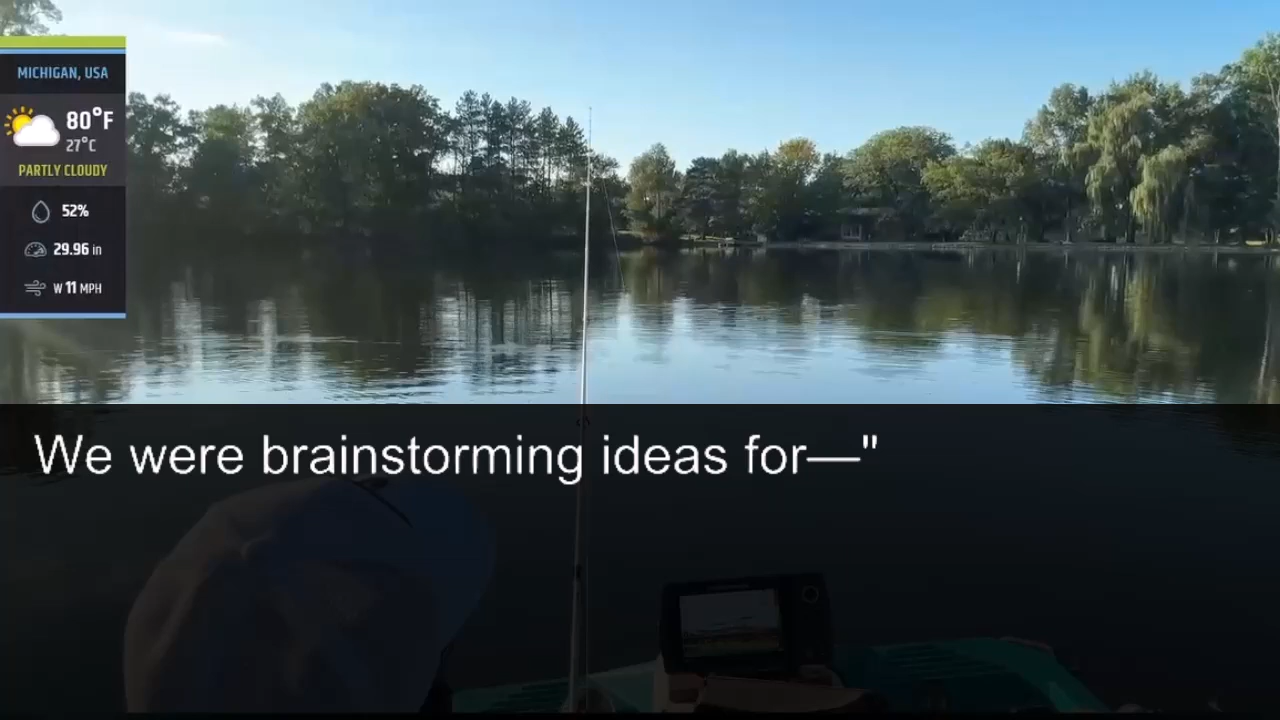 MICHIGAN, USA
80°F
27°C
PARTLY CLOUDY
52%
29.96 in
W 11 MPH
We were brainstorming ideas for—"